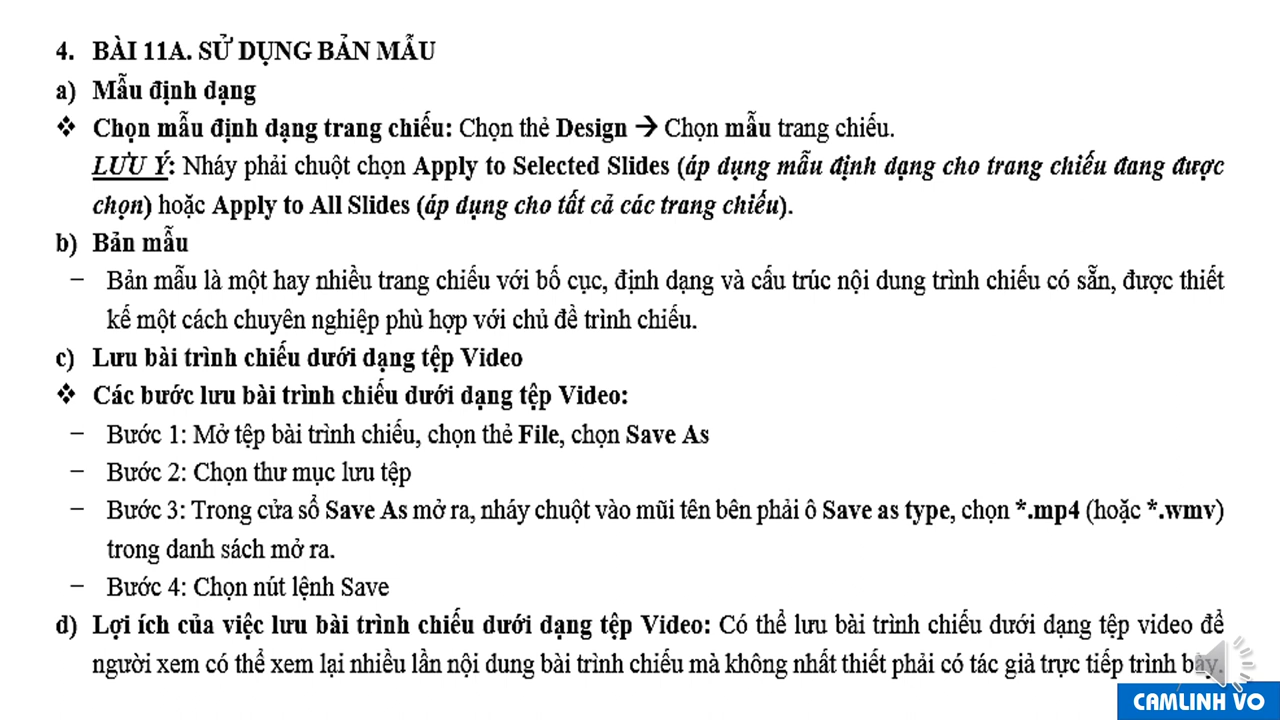 4. BÀI 11A. SỬ DỤNG BẢN MẪU
a) Mẫu định dạng
❖ Chọn mẫu định dạng trang chiếu: Chọn thẻ Design → Chọn mẫu trang chiếu.
LƯU Ý: Nháy phải chuột chọn Apply to Selected Slides (áp dụng mẫu định dạng cho trang chiếu đang được
chọn) hoặc Apply to All Slides (áp dụng cho tất cả các trang chiếu).
b) Bản mẫu
− Bản mẫu là một hay nhiều trang chiếu với bố cục, định dạng và cấu trúc nội dung trình chiếu có sẵn, được thiết
kế một cách chuyên nghiệp phù hợp với chủ đề trình chiếu.
c) Lưu bài trình chiếu dưới dạng tệp Video
❖ Các bước lưu bài trình chiếu dưới dạng tệp Video:
− Bước 1: Mở tệp bài trình chiếu, chọn thẻ File, chọn Save As
− Bước 2: Chọn thư mục lưu tệp
− Bước 3: Trong cửa sổ Save As mở ra, nháy chuột vào mũi tên bên phải ô Save as type, chọn *.mp4 (hoặc *.wmv)
trong danh sách mở ra.
− Bước 4: Chọn nút lệnh Save
d) Lợi ích của việc lưu bài trình chiếu dưới dạng tệp Video: Có thể lưu bài trình chiếu dưới dạng tệp video để
người xem có thể xem lại nhiều lần nội dung bài trình chiếu mà không nhất thiết phải có tác giả trực tiếp trình bày.
CAMLINH VO